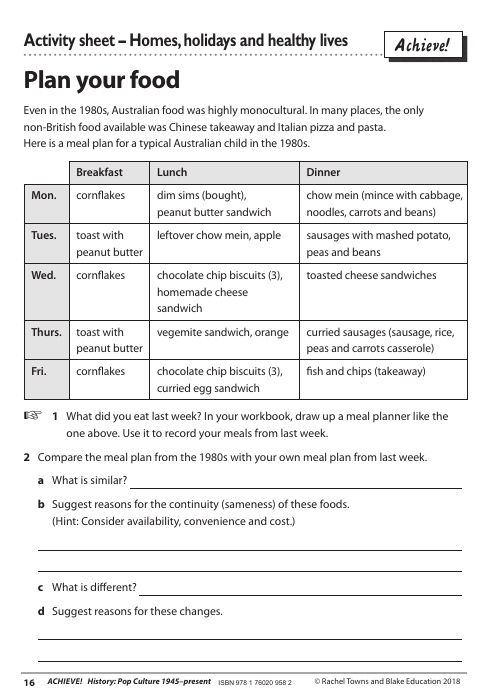 Activity sheet – Homes, holidays and healthy lives
Achieve!
Plan your food
Even in the 1980s, Australian food was highly monocultural. In many places, the only
non-British food available was Chinese takeaway and Italian pizza and pasta.
Here is a meal plan for a typical Australian child in the 1980s.
Breakfast Lunch Dinner
Mon. cornflakes dim sims (bought), chow mein (mince with cabbage,
peanut butter sandwich noodles, carrots and beans)
Tues. toast with leftover chow mein, apple sausages with mashed potato,
peanut butter peas and beans
Wed. cornflakes chocolate chip biscuits (3), toasted cheese sandwiches
homemade cheese
sandwich
Thurs. toast with vegemite sandwich, orange curried sausages (sausage, rice,
peanut butter peas and carrots casserole)
Fri. cornflakes chocolate chip biscuits (3), fish and chips (takeaway)
curried egg sandwich
1 What did you eat last week? In your workbook, draw up a meal planner like the
one above. Use it to record your meals from last week.
2 Compare the meal plan from the 1980s with your own meal plan from last week.
a What is similar?
b Suggest reasons for the continuity (sameness) of these foods.
(Hint: Consider availability, convenience and cost.)
c What is different?
d Suggest reasons for these changes.
16 ACHIEVE! History: Pop Culture 1945–present ISBN 978 1 76020 958 2 © Rachel Towns and Blake Education 2018